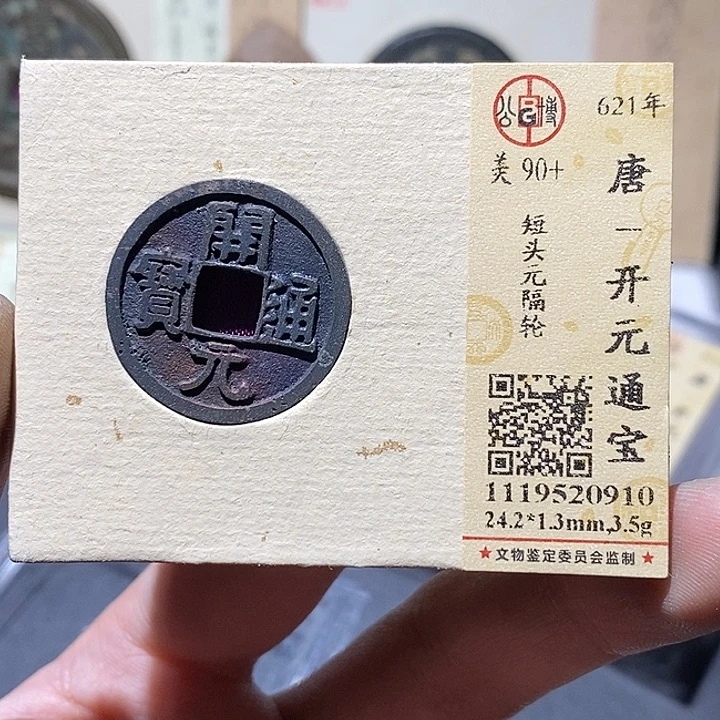 開
通
元
寶
公博
621年
美 90+
唐-开元通宝
短头元隔轮
1119520910
24.2*1.3mm,3.5g
★文物鉴定委员会监制★